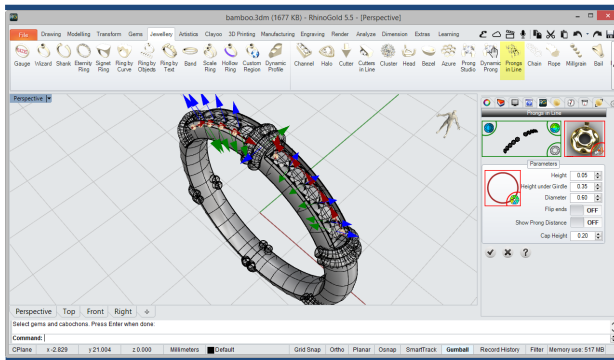 bamboo.3dm (1677 KB) - RhinoGold 5.5 - [Perspective]
File Drawing Modelling Transform Render Gems Jewellery Artistica Clayoo 3D Printing Manufacturing Engraving Render Analyze Dimension Extras Learning
Gauge Wizard Shank Eternity Ring Signet Ring Ring by Curve Ring by Objects Ring by Text Band Scale Ring Hollow Ring Custom Region Dynamic Profile Channel Halo Cutter Cutters in Line Cluster Head Bezel Azure Prong Studio Dynamic Prong Prongs in Line Chain Rope Millgrain Bail
Perspective
Prongs in Line
Parameters
Height 0.05
Height under Girdle 0.35
Diameter 0.60
Flip ends OFF
Show Prong Distance OFF
Cap Height 0.20
Perspective Top Front Right
Select gems and cabochons. Press Enter when done:
Command:
CPlane x -2.829 y 21.004 z 0.000 Millimeters Default Grid Snap Ortho Planar Osnap SmartTrack Gumball Record History Filter Memory use: 517 MB